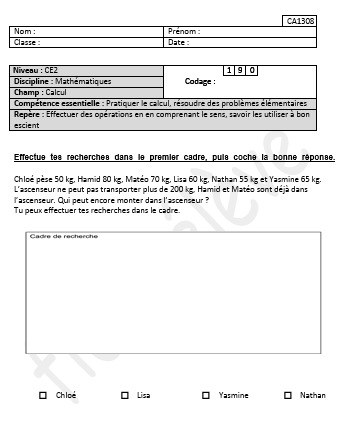 CA1308
Nom :
Prénom :
Classe :
Date :
Niveau : CE2
Discipline : Mathématiques
Champ : Calcul
Codage :
1 9 0
Compétence essentielle : Pratiquer le calcul, résoudre des problèmes élémentaires
Repère : Effectuer des opérations en en comprenant le sens, savoir les utiliser à bon
escient
Effectue tes recherches dans le premier cadre, puis coche la bonne réponse.
Chloé pèse 50 kg, Hamid 80 kg, Matéo 70 kg, Lisa 60 kg, Nathan 55 kg et Yasmine 65 kg.
L'ascenseur ne peut pas transporter plus de 200 kg. Hamid et Matéo sont déjà dans
l'ascenseur. Qui peut encore monter dans l'ascenseur ?
Tu peux effectuer tes recherches dans le cadre.
Cadre de recherche
Chloé
Lisa
Yasmine
Nathan